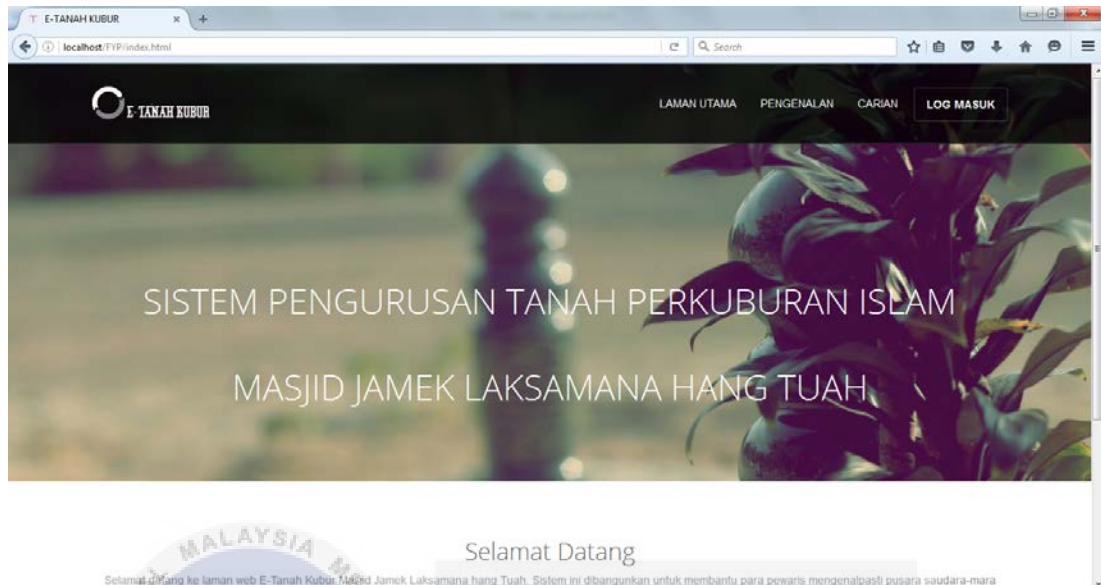 E-TANAH KUBUR
localhost/FYP/index.html
Search
E-TANAH KUBUR
LAMAN UTAMA PENGENALAN CARIAN LOG MASUK
SISTEM PENGURUSAN TANAH PERKUBURAN ISLAM
MASJID JAMEK LAKSAMANA HANG TUAH
MALAYSIA
Selamat Datang
Selamat datang ke laman web E-Tanah Kubur Masjid Jamek Laksamana hang Tuah. Sistem ini dibangunkan untuk membantu para pewaris mengenalpasti pusara saudara-mara